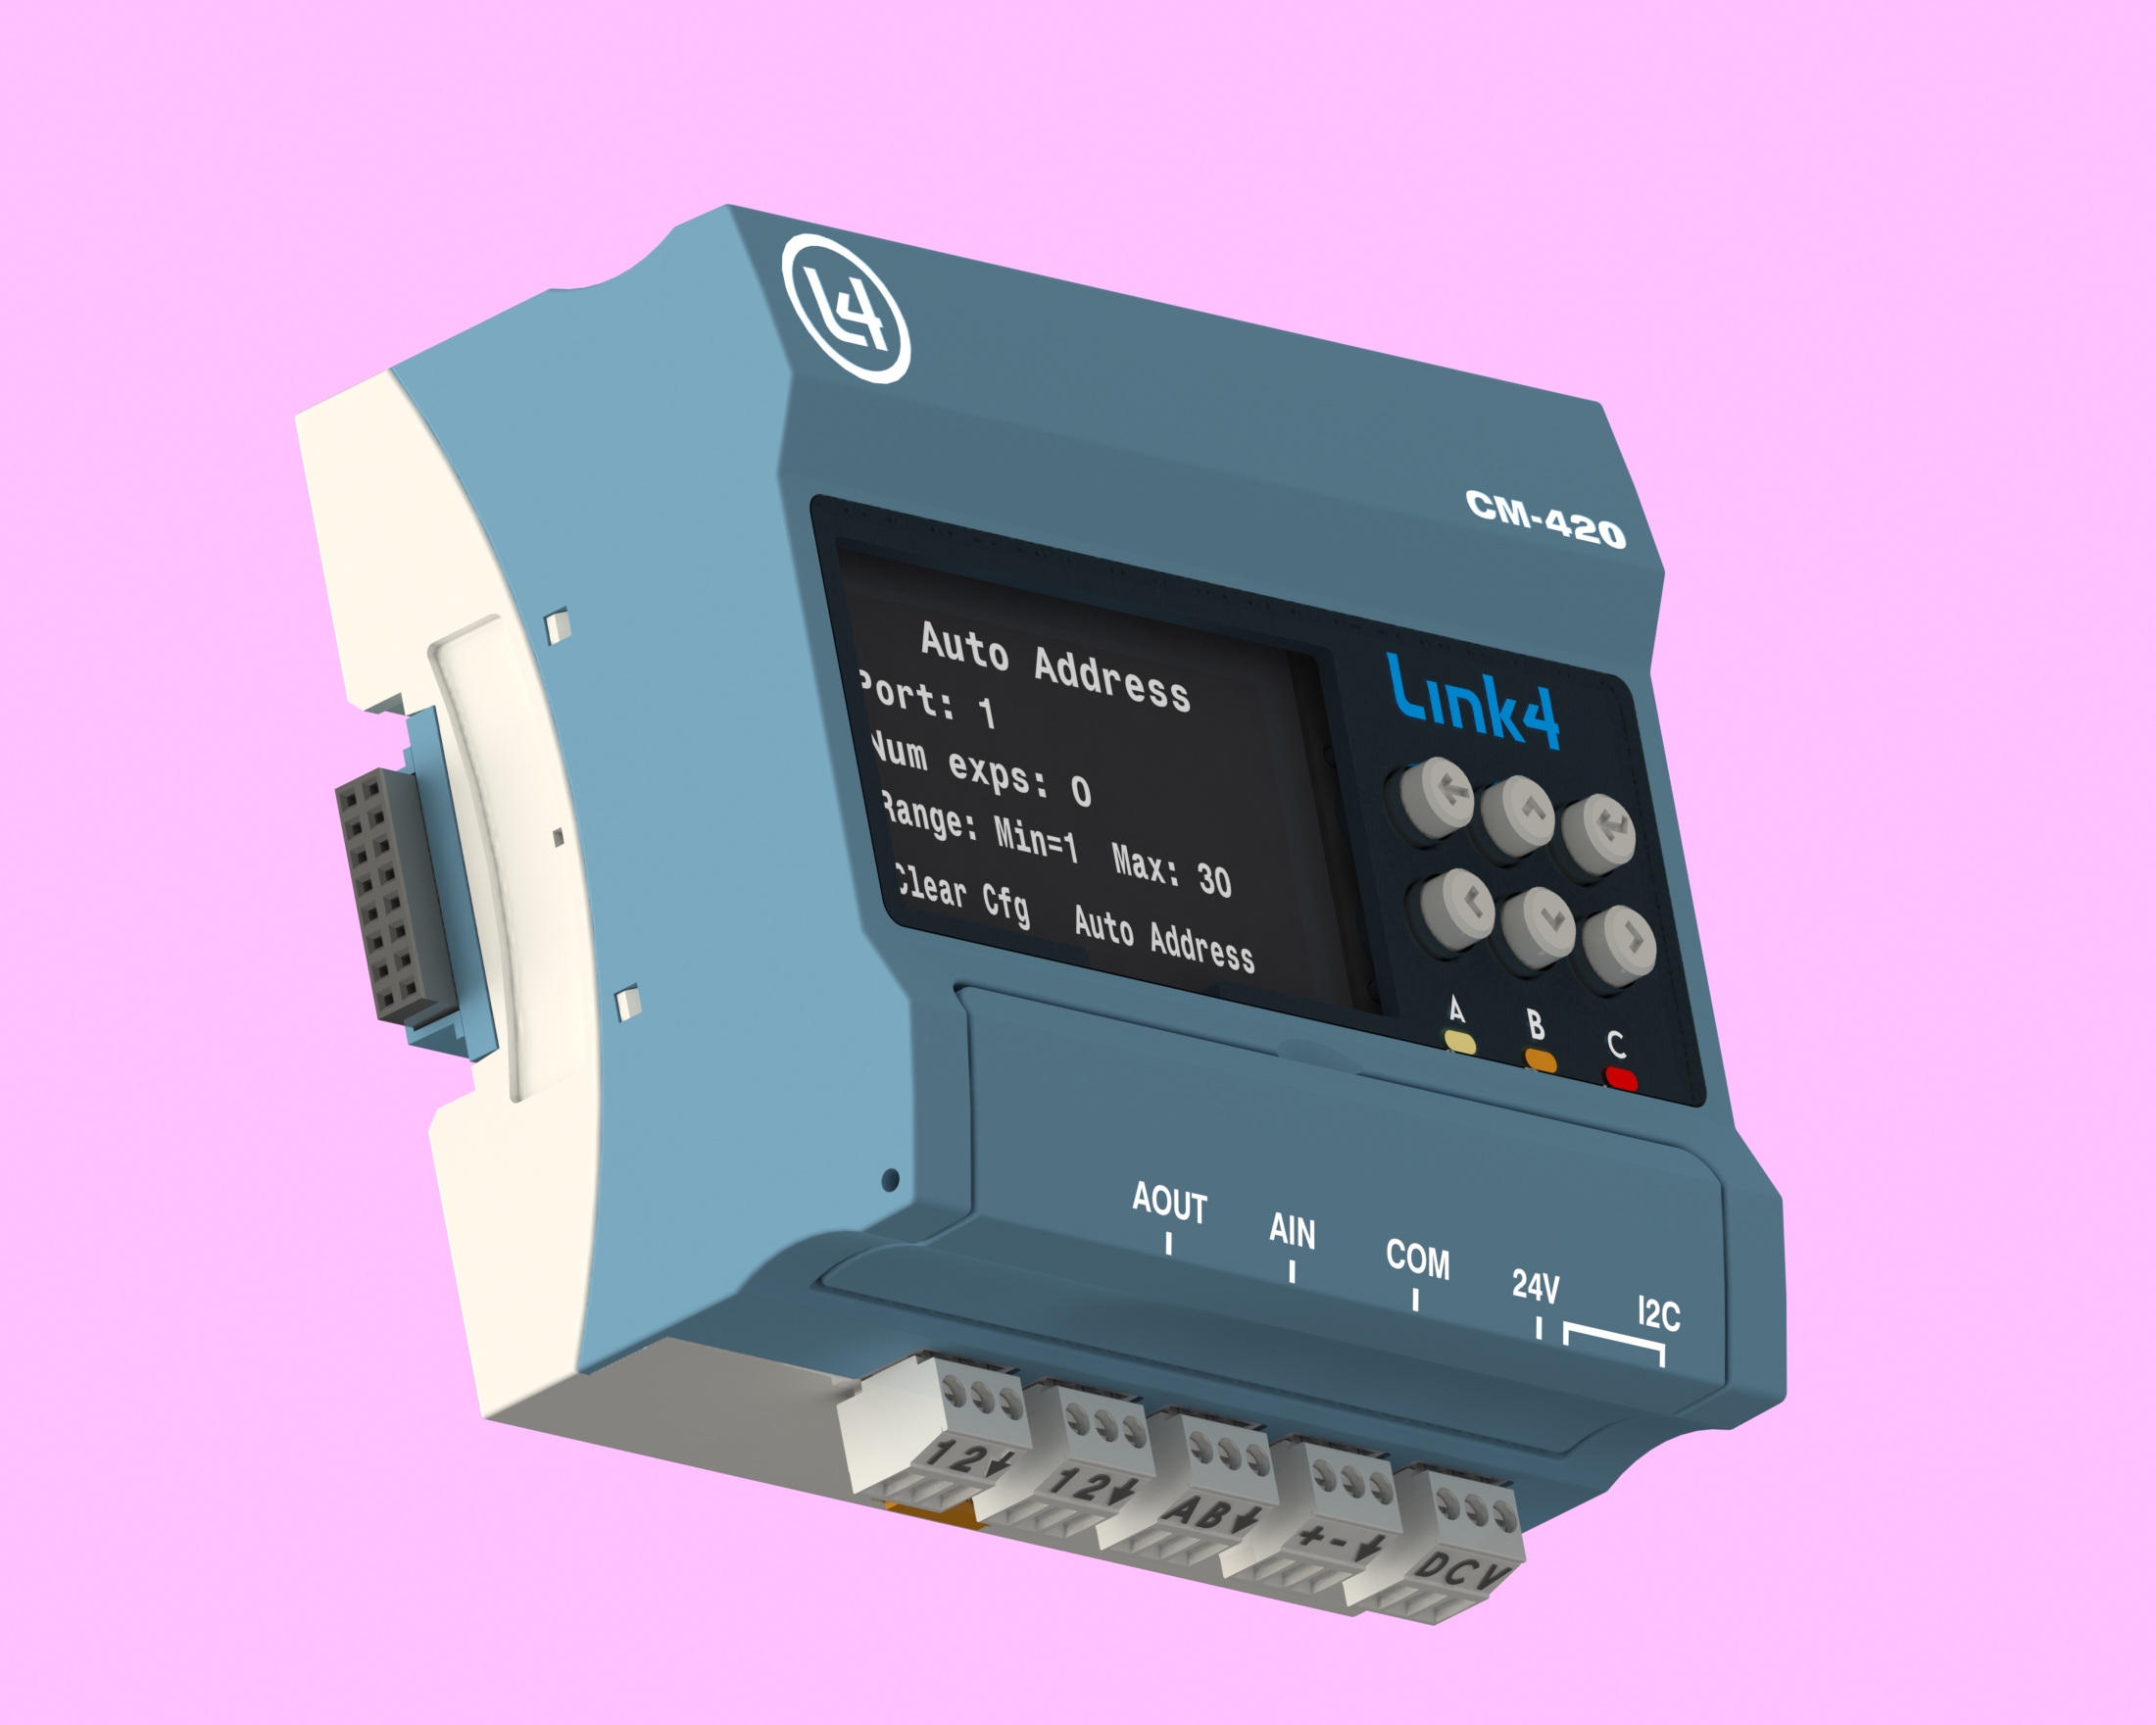 L4
CM-420
Link4
Auto Address
Port: 1
Num exps: 0
Range: Min=1 Max: 30
Clear Cfg Auto Address
A B C
AOUT AIN COM 24V I2C
12↓ 12↓ AB↓ +-↓ DCV